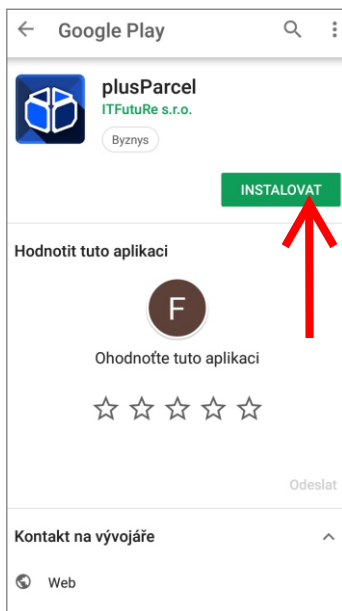 Google Play
plusParcel
ITFutuRe s.r.o.
Byznys
INSTALOVAT
Hodnotit tuto aplikaci
F
Ohodnoťte tuto aplikaci
Odeslat
Kontakt na vývojáře
Web